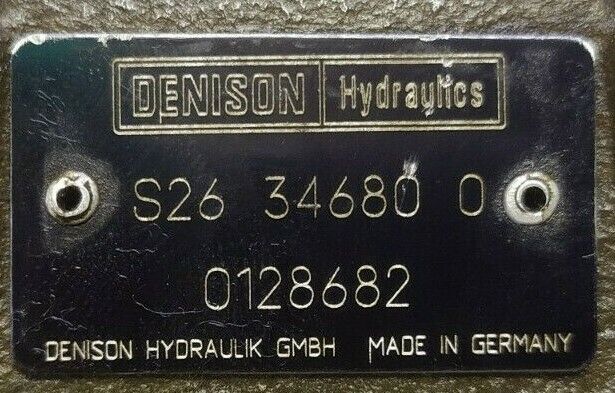 DENISON Hydraulics
S26 34680 0
0128682
DENISON HYDRAULIK GMBH MADE IN GERMANY